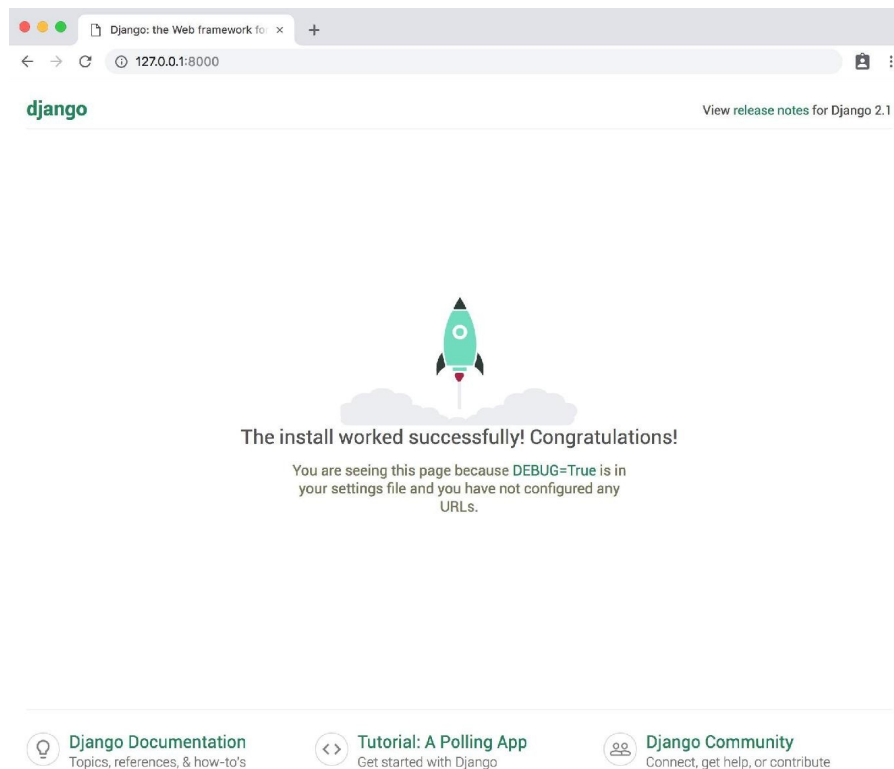 Django: the Web framework fo
127.0.0.1:8000
django
View release notes for Django 2.1
The install worked successfully! Congratulations!
You are seeing this page because DEBUG=True is in
your settings file and you have not configured any
URLs.
Django Documentation
Topics, references, & how-to's
Tutorial: A Polling App
Get started with Django
Django Community
Connect, get help, or contribute